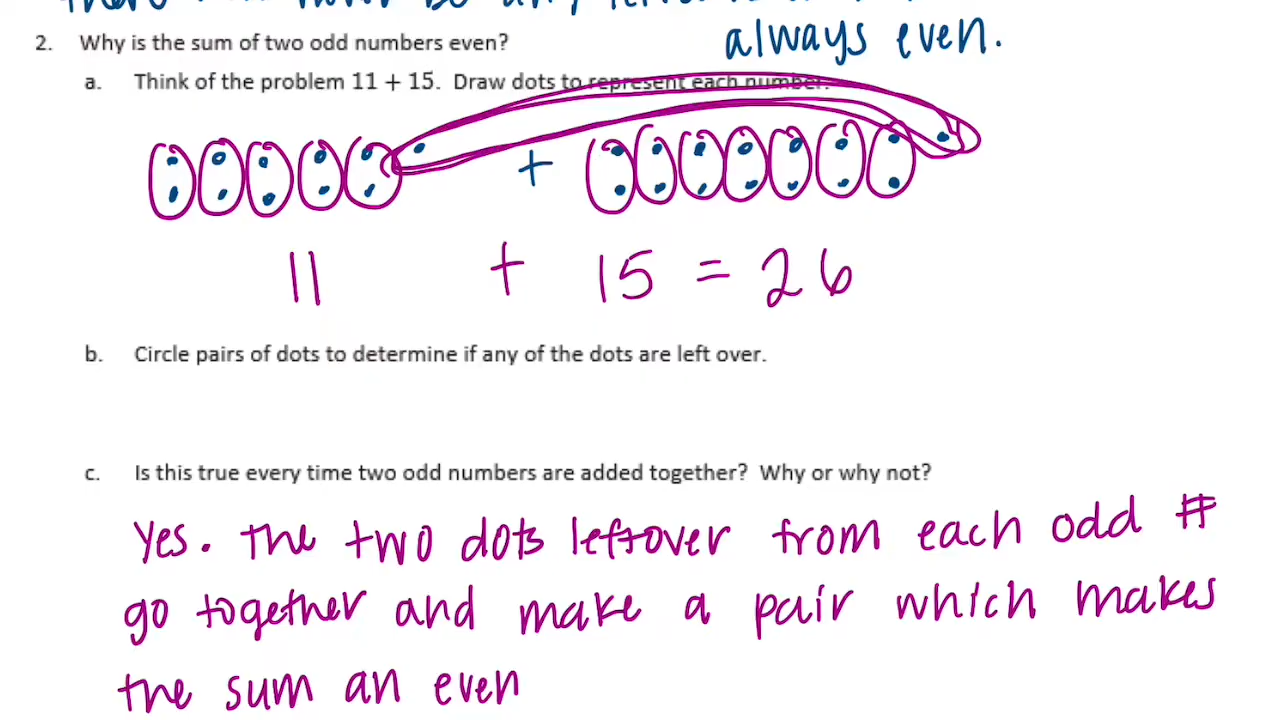 always even.
2. Why is the sum of two odd numbers even?
a. Think of the problem 11 + 15. Draw dots to represent each number.
+
11 + 15 = 26
b. Circle pairs of dots to determine if any of the dots are left over.
c. Is this true every time two odd numbers are added together? Why or why not?
Yes. The two dots leftover from each odd #
go together and make a pair which makes
the sum an even